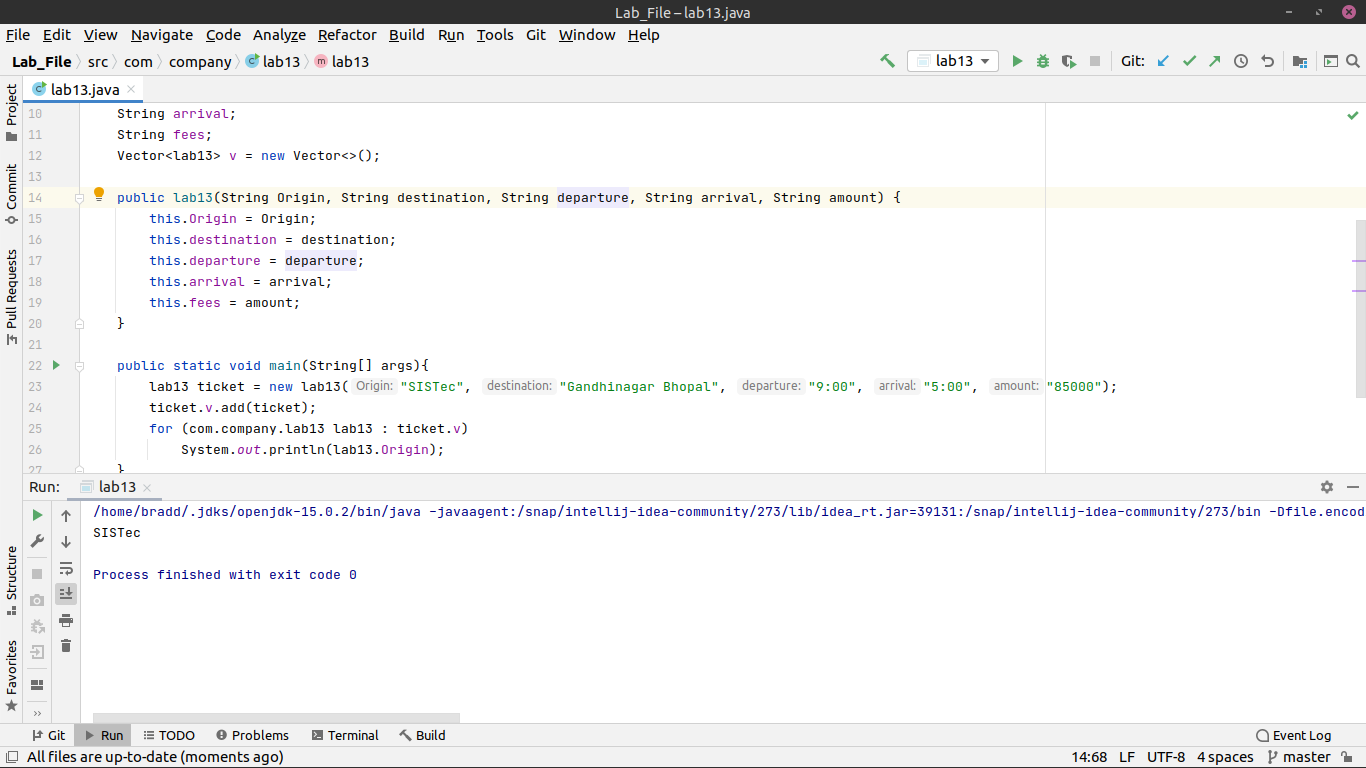 Lab_File – lab13.java
File Edit View Navigate Code Analyze Refactor Build Run Tools Git Window Help
Lab_File src com company lab13 lab13 lab13 Git:
Project
Commit
Pull Requests
Structure
Favorites
lab13.java
10 String arrival;
11 String fees;
12 Vector<lab13> v = new Vector<>();
13
14 public lab13(String Origin, String destination, String departure, String arrival, String amount) {
15 this.Origin = Origin;
16 this.destination = destination;
17 this.departure = departure;
18 this.arrival = arrival;
19 this.fees = amount;
20 }
21
22 public static void main(String[] args){
23 lab13 ticket = new lab13( Origin: "SISTec", destination: "Gandhinagar Bhopal", departure: "9:00", arrival: "5:00", amount: "85000");
24 ticket.v.add(ticket);
25 for (com.company.lab13 lab13 : ticket.v)
26 System.out.println(lab13.Origin);
27 }
Run: lab13
/home/bradd/.jdks/openjdk-15.0.2/bin/java -javaagent:/snap/intellij-idea-community/273/lib/idea_rt.jar=39131:/snap/intellij-idea-community/273/bin -Dfile.encod
SISTec
Process finished with exit code 0
Git Run TODO Problems Terminal Build Event Log
All files are up-to-date (moments ago) 14:68 LF UTF-8 4 spaces master